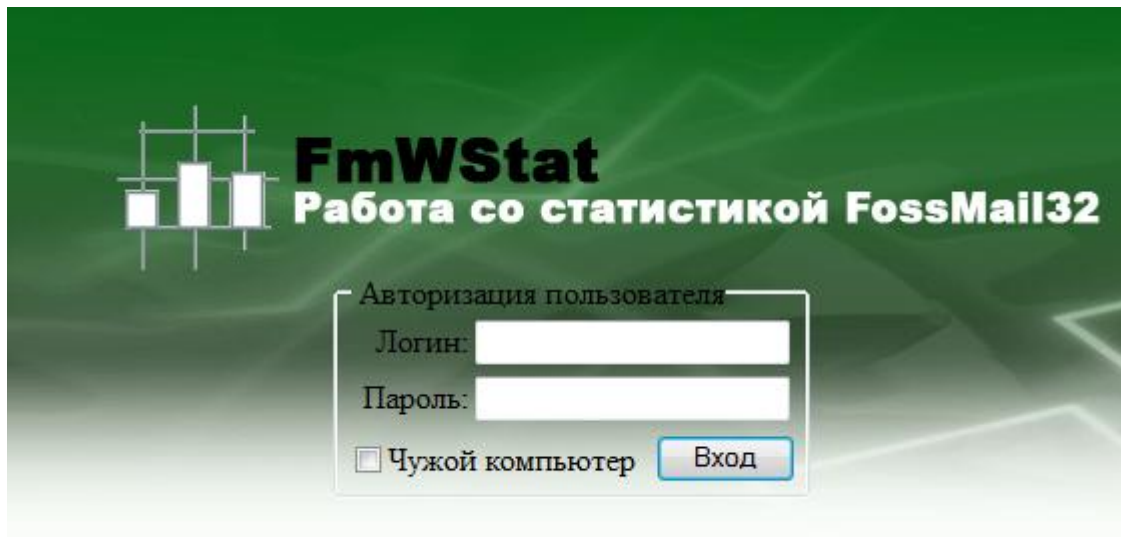 FmWStat
Работа со статистикой FossMail32
Авторизация пользователя
Логин:
Пароль:
Чужой компьютер
Вход